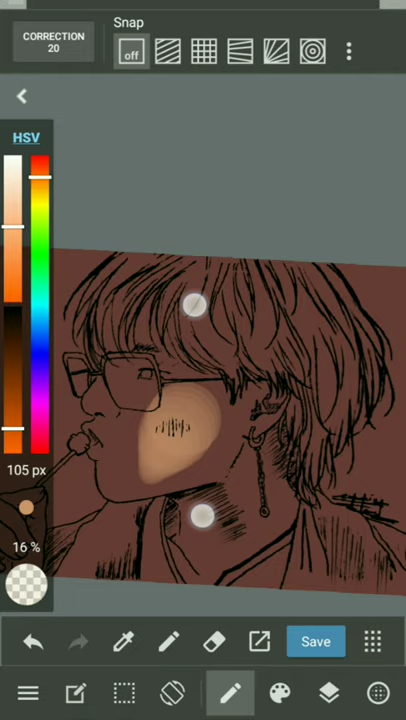 CORRECTION
20
Snap
off
HSV
105 px
16 %
Save